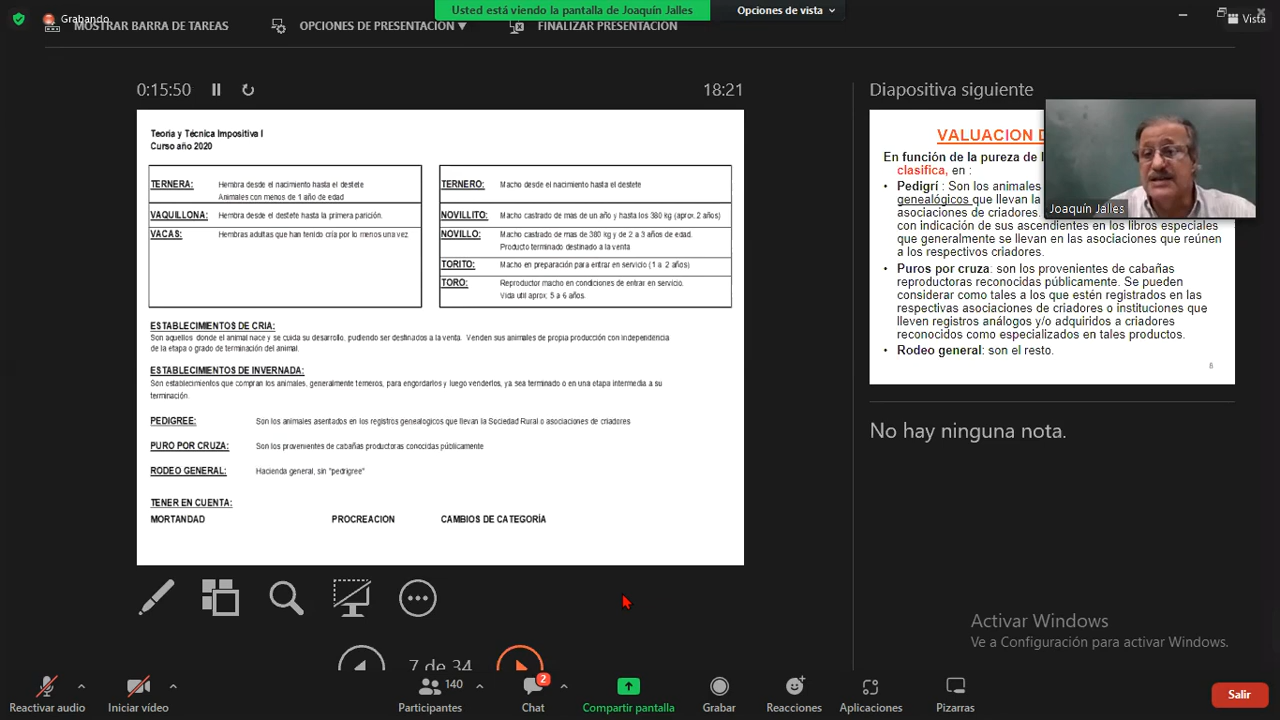 Grabando
Usted está viendo la pantalla de Joaquín Jalles
Opciones de vista
Vista
MOSTRAR BARRA DE TAREAS
OPCIONES DE PRESENTACIÓN
FINALIZAR PRESENTACIÓN
0:15:50
18:21
Diapositiva siguiente
Teoría y Técnica Impositiva I
Curso año 2020
TERNERA: Hembra desde el nacimiento hasta el destete
Animales con menos de 1 año de edad
VAQUILLONA: Hembra desde el destete hasta la primera parición.
VACAS: Hembras adultas que han tenido cría por lo menos una vez.
TERNERO: Macho desde el nacimiento hasta el destete
NOVILLITO: Macho castrado de mas de un año y hasta los 380 kg (aprox.2 años)
NOVILLO: Macho castrado de mas de 380 kg y de 2 a 3 años de edad.
Producto terminado destinado a la venta
TORITO: Macho en preparación para entrar en servicio (1 a 2 años)
TORO: Reproductor macho en condiciones de entrar en servicio.
Vida util aprox. 5 a 6 años.
ESTABLECIMIENTOS DE CRIA:
Son aquellos donde el animal nace y se cuida su desarrollo, pudiendo ser destinados a la venta. Venden sus animales de propia producción con independencia
de la etapa o grado de terminación del animal.
ESTABLECIMIENTOS DE INVERNADA:
Son establecimientos que compran los animales, generalmente terneros, para engordarlos y luego venderlos, ya sea terminado o en una etapa intermedia a su
terminación.
PEDIGREE: Son los animales asentados en los registros genealogicos que llevan la Sociedad Rural o asociaciones de criadores
PURO POR CRUZA: Son los provenientes de cabañas productoras conocidas públicamente
RODEO GENERAL: Hacienda general, sin "pedrigree"
TENER EN CUENTA:
MORTANDAD PROCREACION CAMBIOS DE CATEGORÍA
VALUACION D
En función de la pureza de l
clasifica, en :
• Pedigrí : Son los animales
genealógicos que llevan la
asociaciones de criadores.
con indicación de sus ascendientes en los libros especiales
que generalmente se llevan en las asociaciones que reúnen
a los respectivos criadores.
• Puros por cruza: son los provenientes de cabañas
reproductoras reconocidas públicamente. Se pueden
considerar como tales a los que estén registrados en las
respectivas asociaciones de criadores o instituciones que
lleven registros análogos y/o adquiridos a criadores
reconocidos como especializados en tales productos.
• Rodeo general: son el resto.
8
Joaquín Jalles
No hay ninguna nota.
7 de 34
Activar Windows
Ve a Configuración para activar Windows.
Reactivar audio
Iniciar vídeo
140
Participantes
2
Chat
Compartir pantalla
Grabar
Reacciones
Aplicaciones
Pizarras
Salir